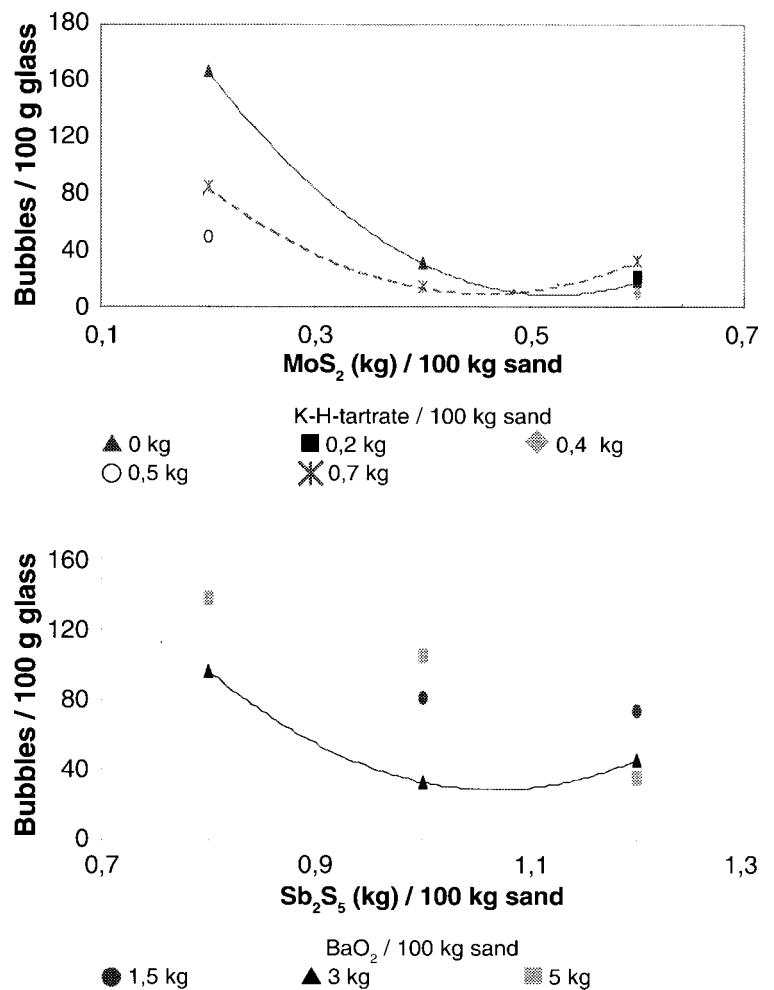 Bubbles / 100 g glass
180
160
120
80
40
0
0,1 0,3 0,5 0,7
MoS₂ (kg) / 100 kg sand
K-H-tartrate / 100 kg sand
0 kg 0,2 kg 0,4 kg
0,5 kg 0,7 kg
Bubbles / 100 g glass
160
120
80
40
0
0,7 0,9 1,1 1,3
Sb₂S₅ (kg) / 100 kg sand
BaO₂ / 100 kg sand
1,5 kg 3 kg 5 kg